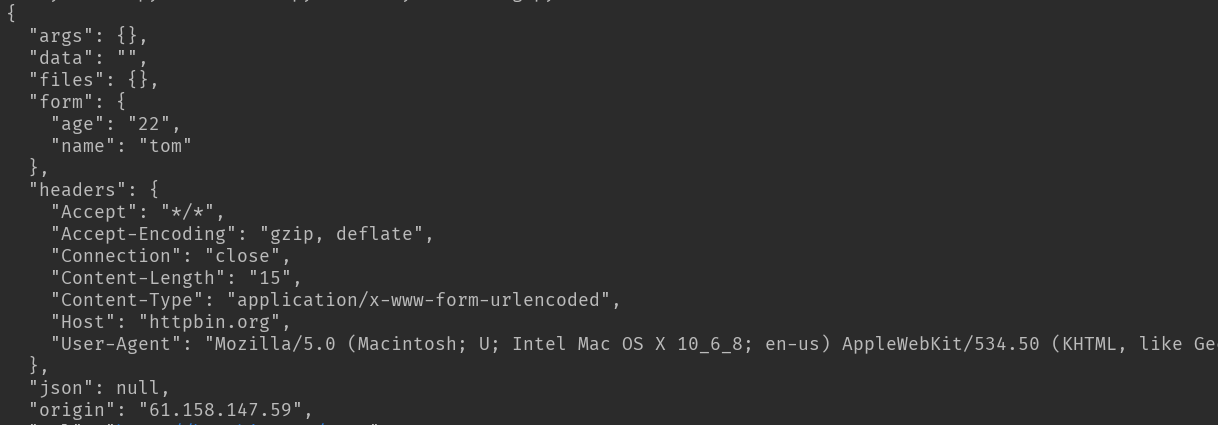 {
  "args": {},
  "data": "",
  "files": {},
  "form": {
    "age": "22",
    "name": "tom"
  },
  "headers": {
    "Accept": "*/*",
    "Accept-Encoding": "gzip, deflate",
    "Connection": "close",
    "Content-Length": "15",
    "Content-Type": "application/x-www-form-urlencoded",
    "Host": "httpbin.org",
    "User-Agent": "Mozilla/5.0 (Macintosh; U; Intel Mac OS X 10_6_8; en-us) AppleWebKit/534.50 (KHTML, like Ge
  },
  "json": null,
  "origin": "61.158.147.59",